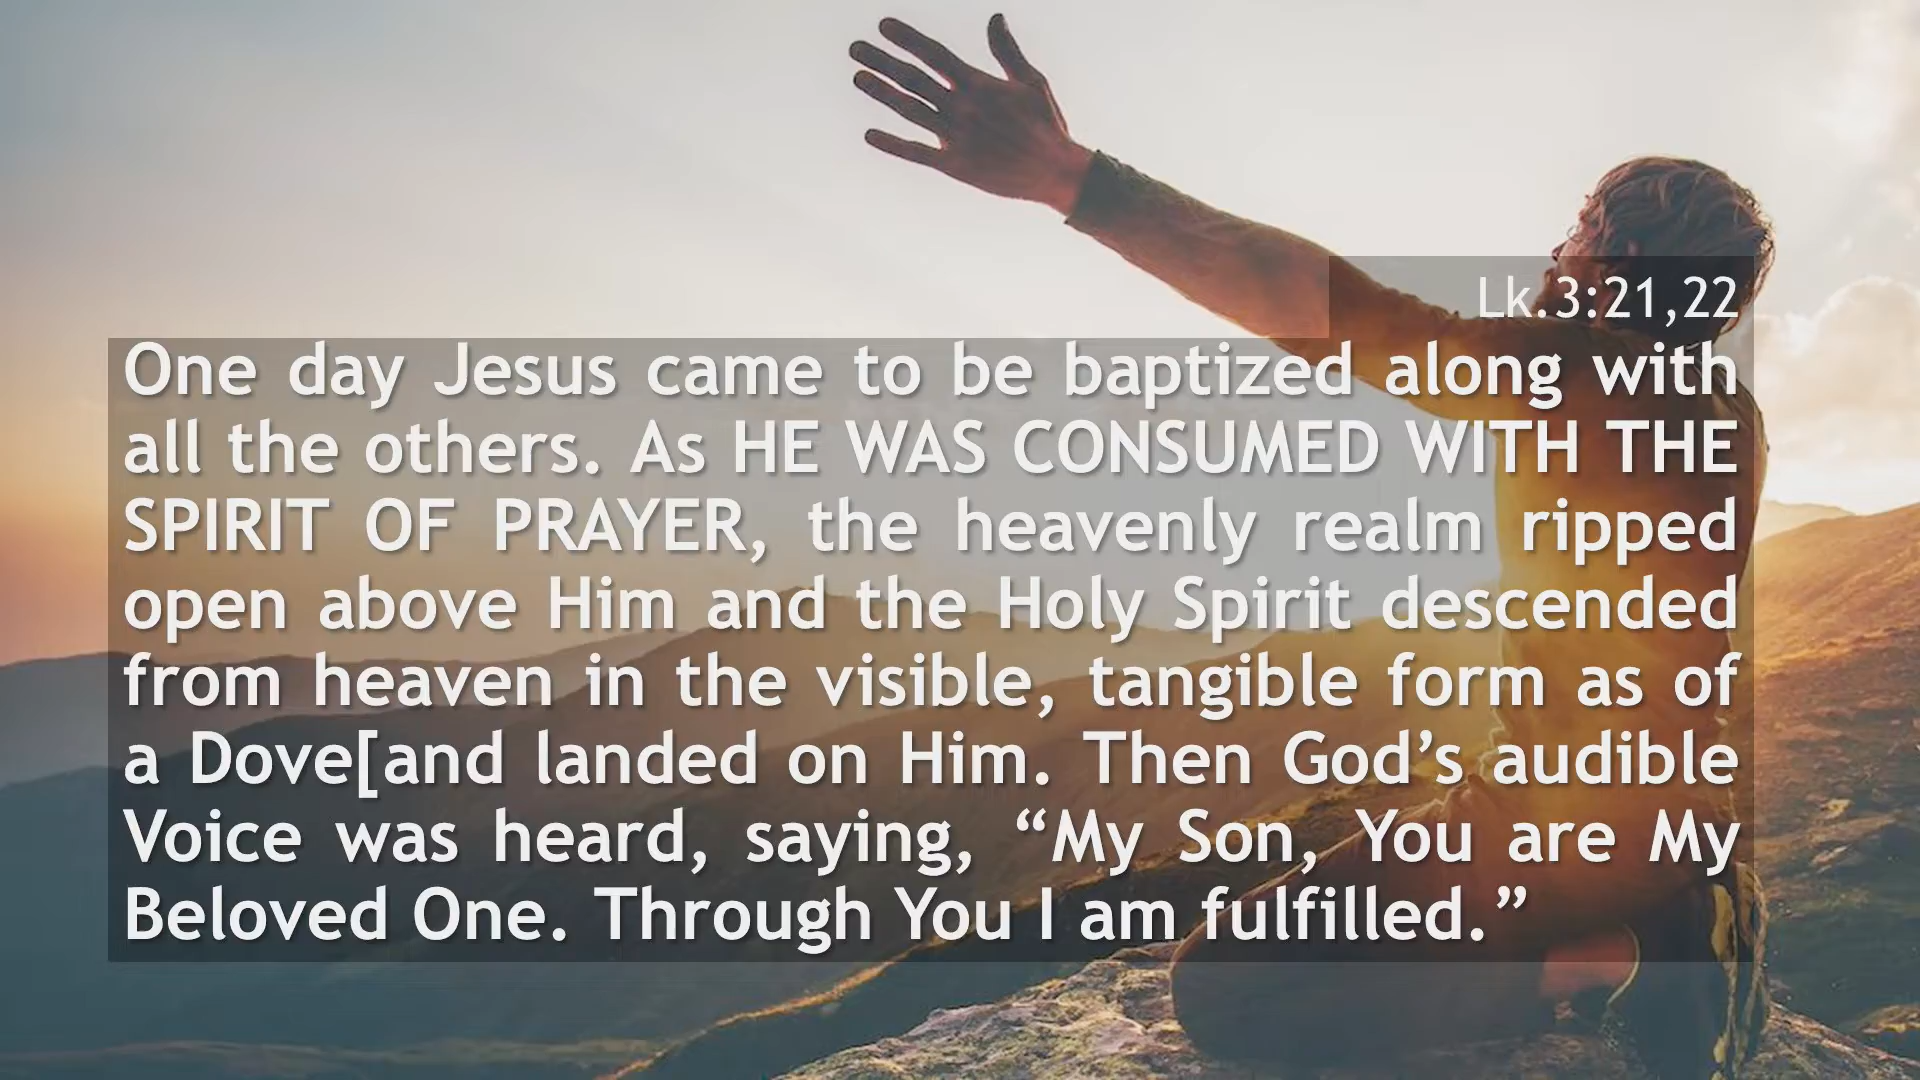 Lk.3:21,22
One day Jesus came to be baptized along with
all the others. As HE WAS CONSUMED WITH THE
SPIRIT OF PRAYER, the heavenly realm ripped
open above Him and the Holy Spirit descended
from heaven in the visible, tangible form as of
a Dove[and landed on Him. Then God’s audible
Voice was heard, saying, “My Son, You are My
Beloved One. Through You I am fulfilled.”